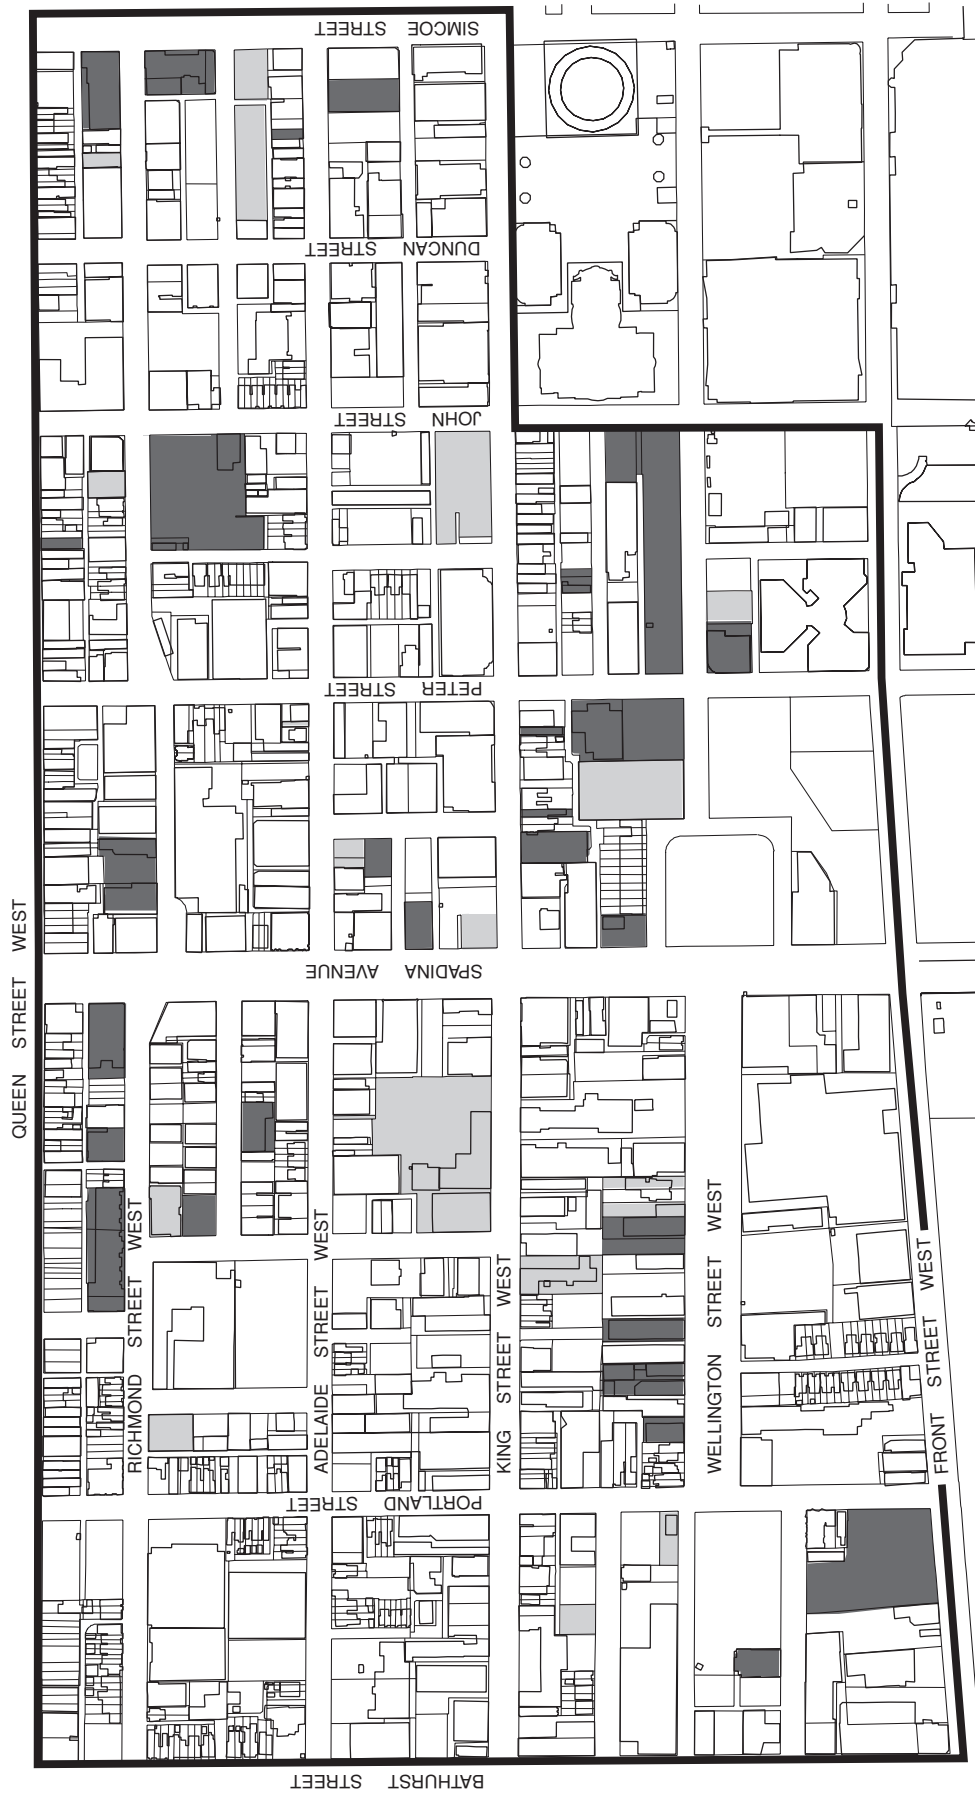 SIMCOE STREET
DUNCAN STREET
JOHN STREET
PETER STREET
SPADINA AVENUE
QUEEN STREET WEST
RICHMOND STREET WEST
ADELAIDE STREET WEST
KING STREET WEST
WELLINGTON STREET WEST
FRONT STREET WEST
PORTLAND STREET
BATHURST STREET